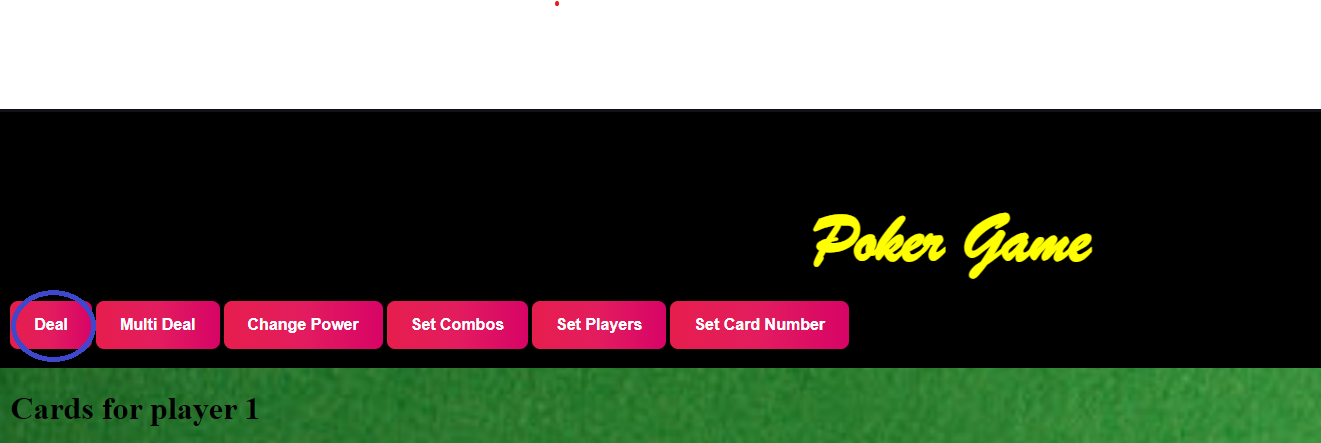 Poker Game
Deal Multi Deal Change Power Set Combos Set Players Set Card Number
Cards for player 1